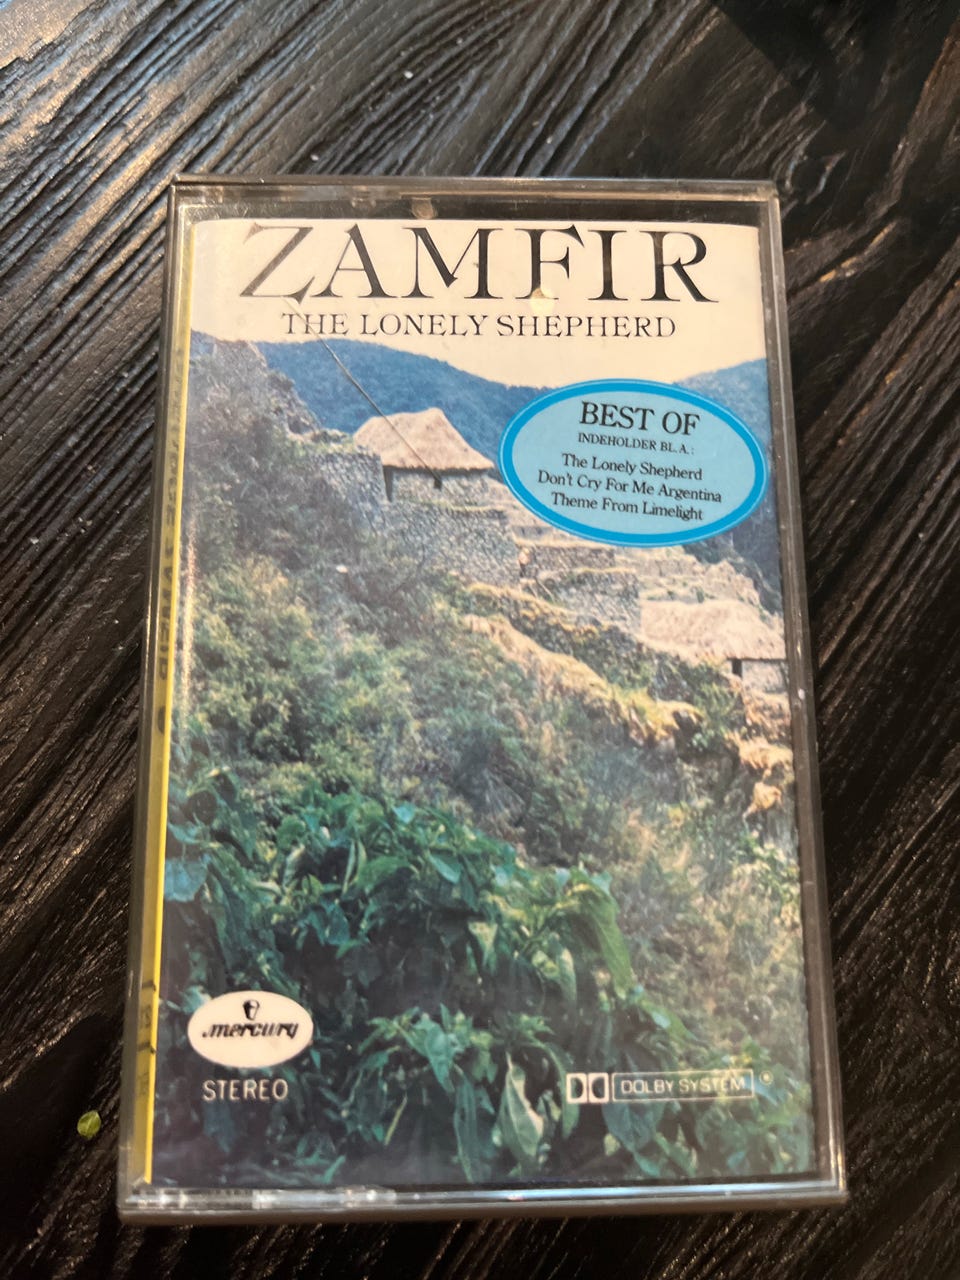 ZAMFIR
THE LONELY SHEPHERD
BEST OF
INDEHOLDER BL. A.:
The Lonely Shepherd
Don't Cry For Me Argentina
Theme From Limelight
mercury
STEREO
DOLBY SYSTEM ®